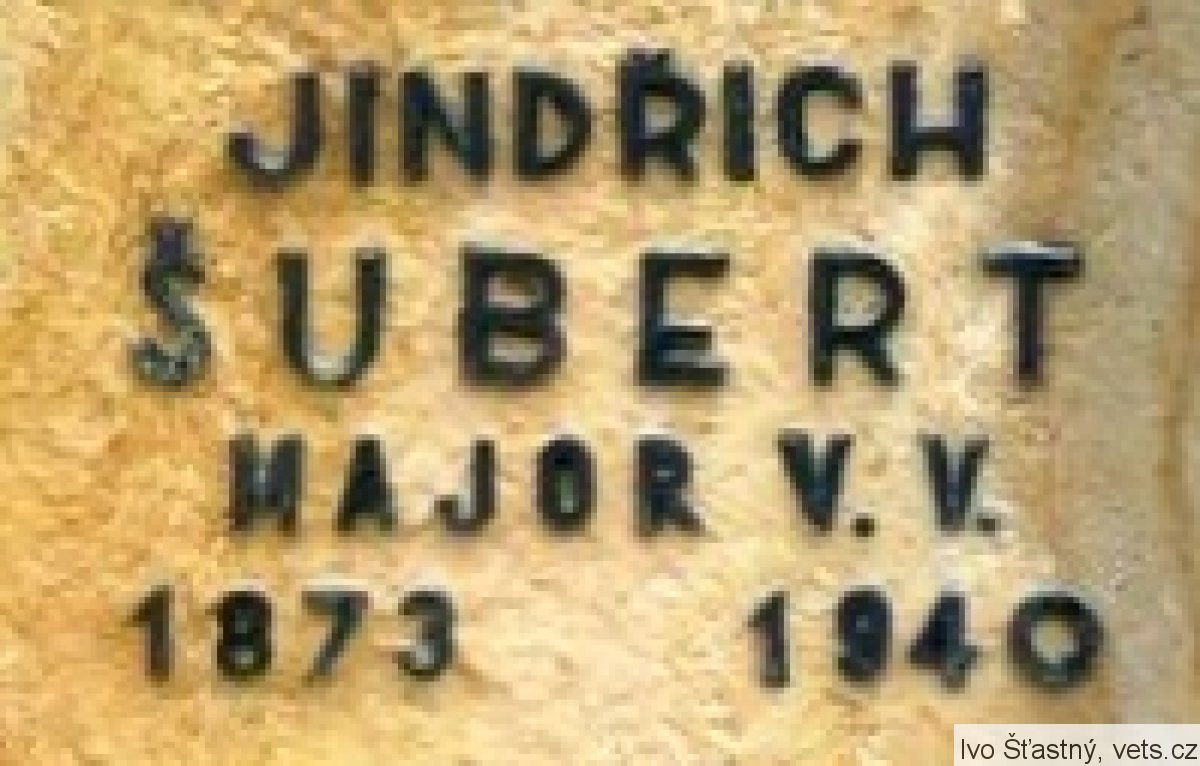 JINDŘICH
ŠUBERT
MAJOR V. V.
1873 1940
Ivo Šťastný, vets.cz